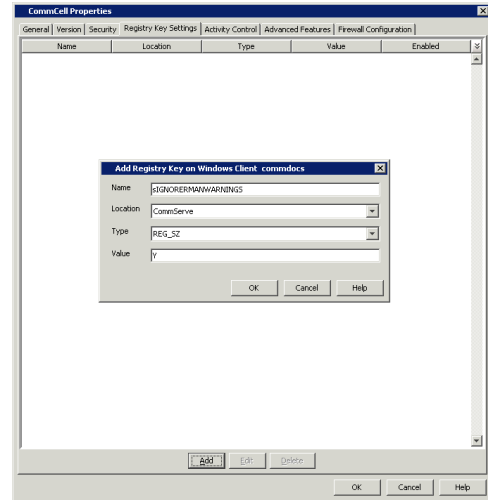 CommCell Properties
General Version Security Registry Key Settings Activity Control Advanced Features Firewall Configuration
Name Location Type Value Enabled
Add Registry Key on Windows Client commdocs
Name sIGNORERMANWARNINGS
Location CommServe
Type REG_SZ
Value Y
OK Cancel Help
Add Edit Delete
OK Cancel Help